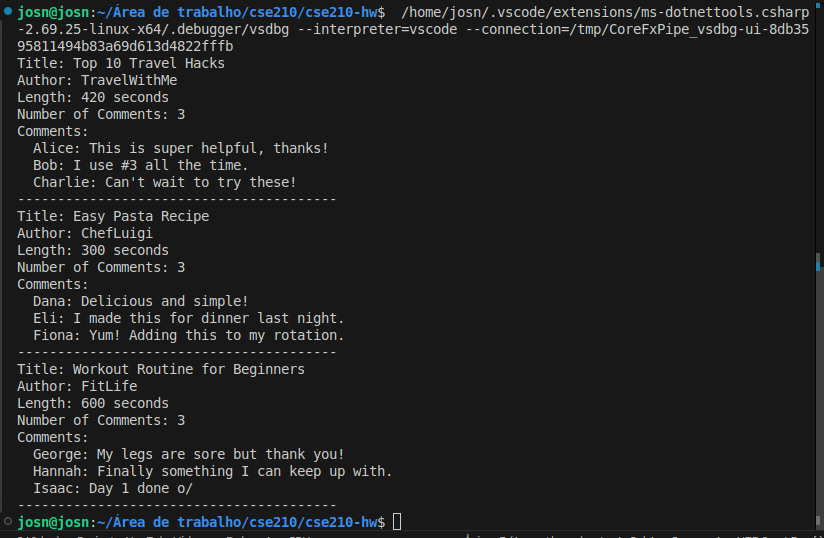 josn@josn:~/Área de trabalho/cse210/cse210-hw$  /home/josn/.vscode/extensions/ms-dotnettools.csharp
-2.69.25-linux-x64/.debugger/vsdbg --interpreter=vscode --connection=/tmp/CoreFxPipe_vsdbg-ui-8db35
95811494b83a69d613d4822fffb
Title: Top 10 Travel Hacks
Author: TravelWithMe
Length: 420 seconds
Number of Comments: 3
Comments:
  Alice: This is super helpful, thanks!
  Bob: I use #3 all the time.
  Charlie: Can't wait to try these!
----------------------------------------
Title: Easy Pasta Recipe
Author: ChefLuigi
Length: 300 seconds
Number of Comments: 3
Comments:
  Dana: Delicious and simple!
  Eli: I made this for dinner last night.
  Fiona: Yum! Adding this to my rotation.
----------------------------------------
Title: Workout Routine for Beginners
Author: FitLife
Length: 600 seconds
Number of Comments: 3
Comments:
  George: My legs are sore but thank you!
  Hannah: Finally something I can keep up with.
  Isaac: Day 1 done o/
----------------------------------------
josn@josn:~/Área de trabalho/cse210/cse210-hw$